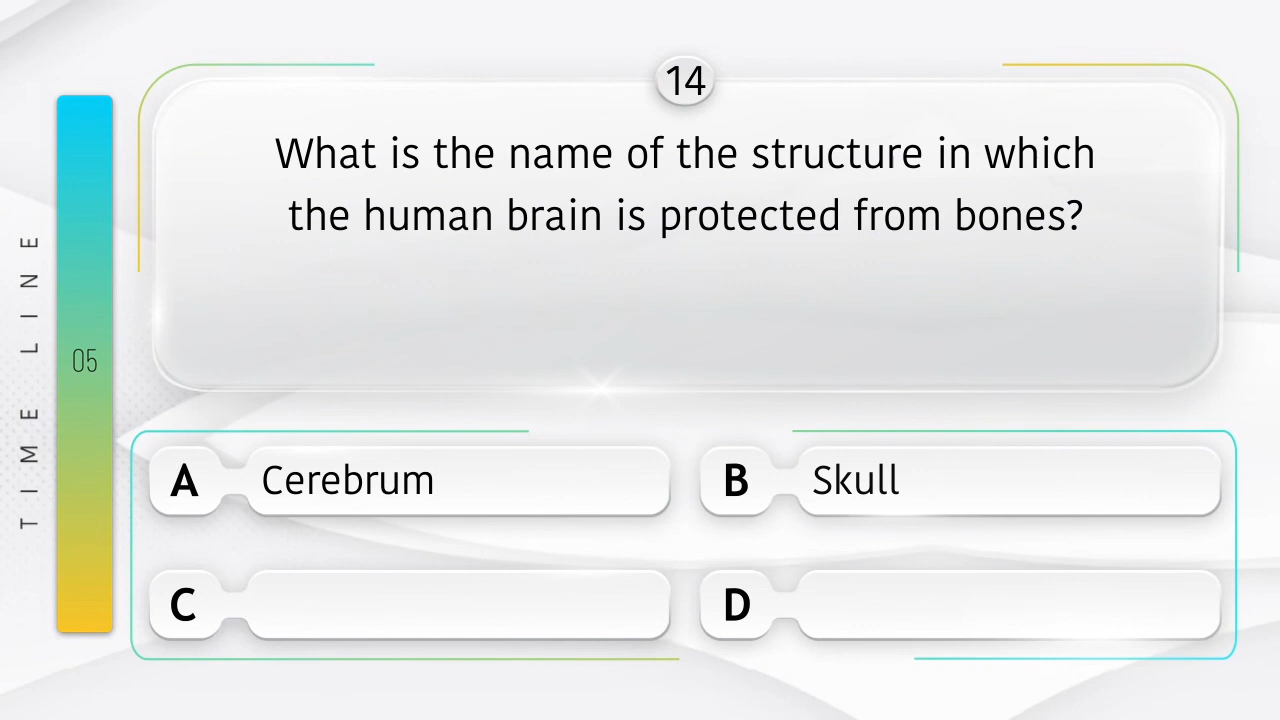 14
What is the name of the structure in which
the human brain is protected from bones?
TIME LINE
05
A Cerebrum
B Skull
C
D